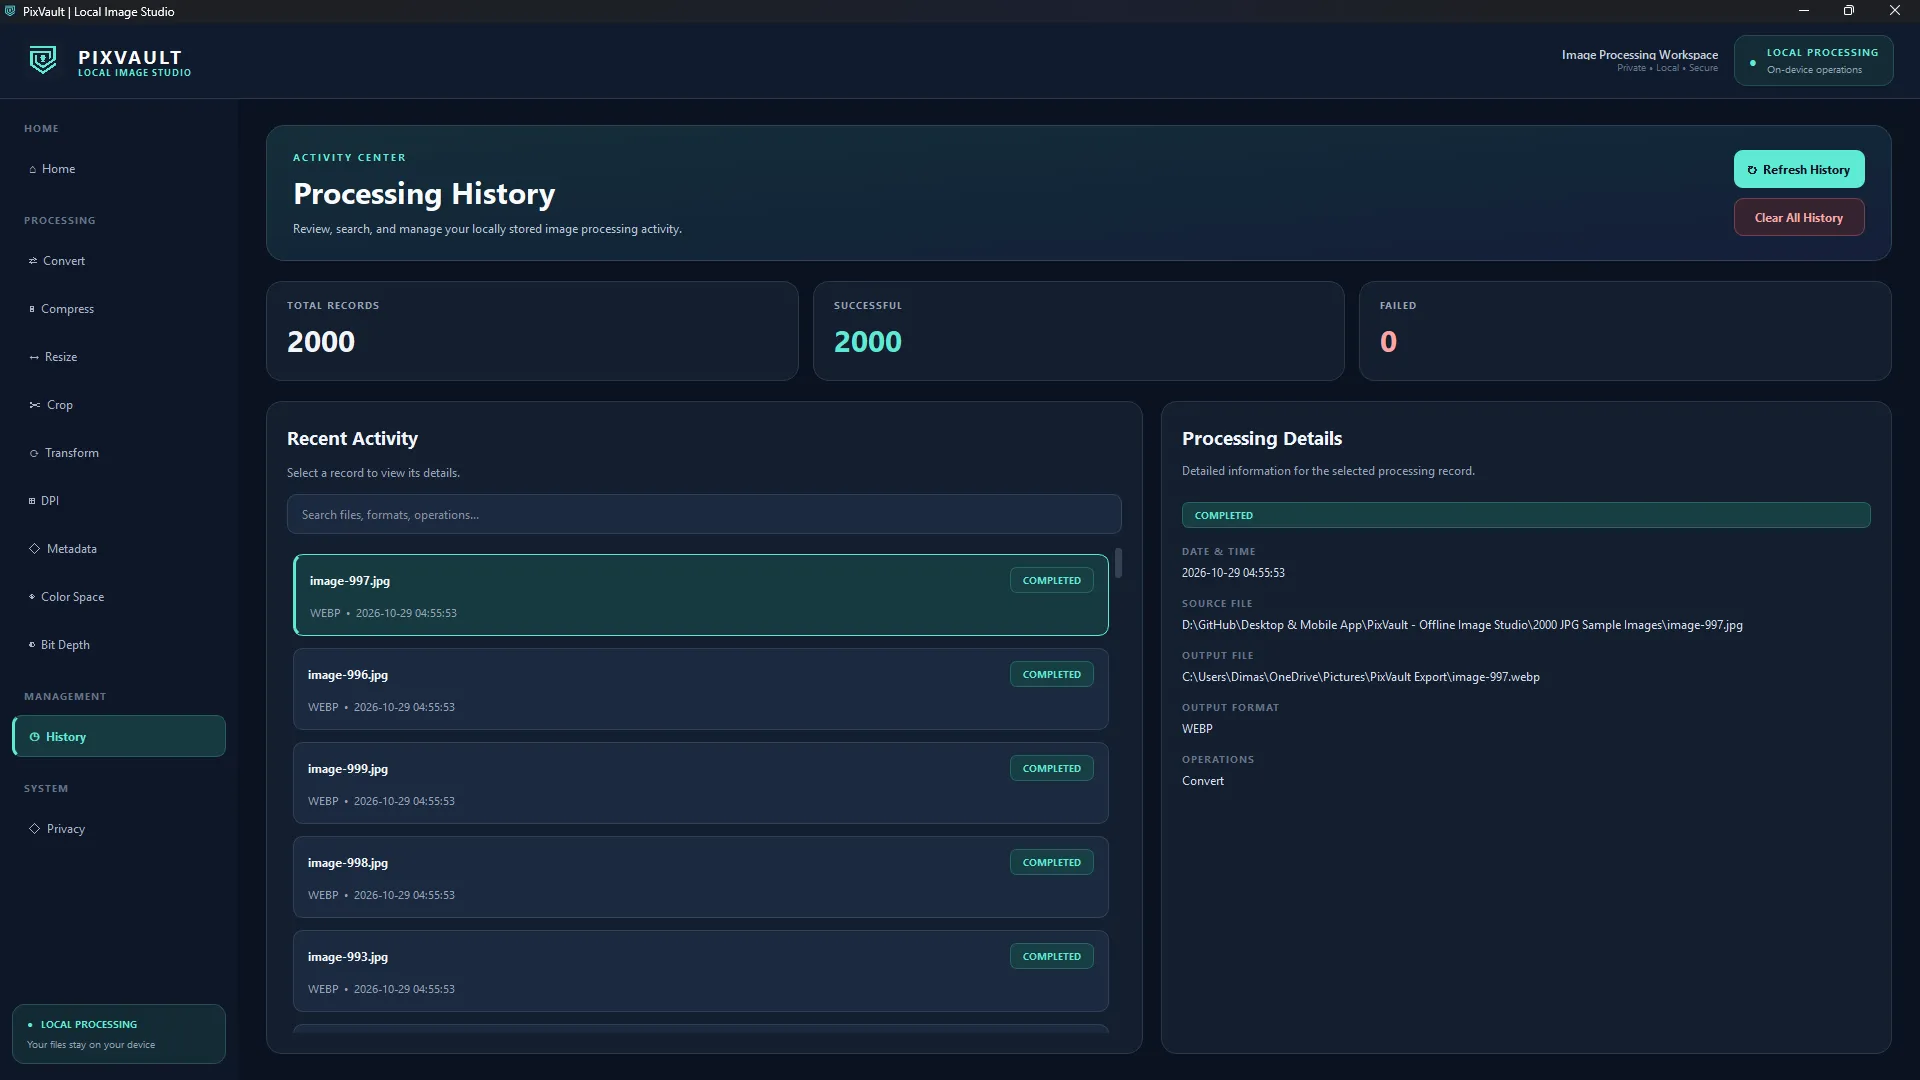 PixVault | Local Image Studio
PIXVAULT
LOCAL IMAGE STUDIO
Image Processing Workspace
Private • Local • Secure
LOCAL PROCESSING
On-device operations
HOME
Home
PROCESSING
Convert
Compress
Resize
Crop
Transform
DPI
Metadata
Color Space
Bit Depth
MANAGEMENT
History
SYSTEM
Privacy
LOCAL PROCESSING
Your files stay on your device
ACTIVITY CENTER
Processing History
Review, search, and manage your locally stored image processing activity.
Refresh History
Clear All History
TOTAL RECORDS
2000
SUCCESSFUL
2000
FAILED
0
Recent Activity
Select a record to view its details.
Search files, formats, operations...
image-997.jpg
COMPLETED
WEBP • 2026-10-29 04:55:53
image-996.jpg
COMPLETED
WEBP • 2026-10-29 04:55:53
image-999.jpg
COMPLETED
WEBP • 2026-10-29 04:55:53
image-998.jpg
COMPLETED
WEBP • 2026-10-29 04:55:53
image-993.jpg
COMPLETED
WEBP • 2026-10-29 04:55:53
Processing Details
Detailed information for the selected processing record.
COMPLETED
DATE & TIME
2026-10-29 04:55:53
SOURCE FILE
D:\GitHub\Desktop & Mobile App\PixVault - Offline Image Studio\2000 JPG Sample Images\image-997.jpg
OUTPUT FILE
C:\Users\Dimas\OneDrive\Pictures\PixVault Export\image-997.webp
OUTPUT FORMAT
WEBP
OPERATIONS
Convert